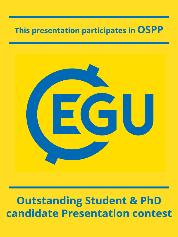 This presentation participates in OSPP
EGU
Outstanding Student & PhD
candidate Presentation contest